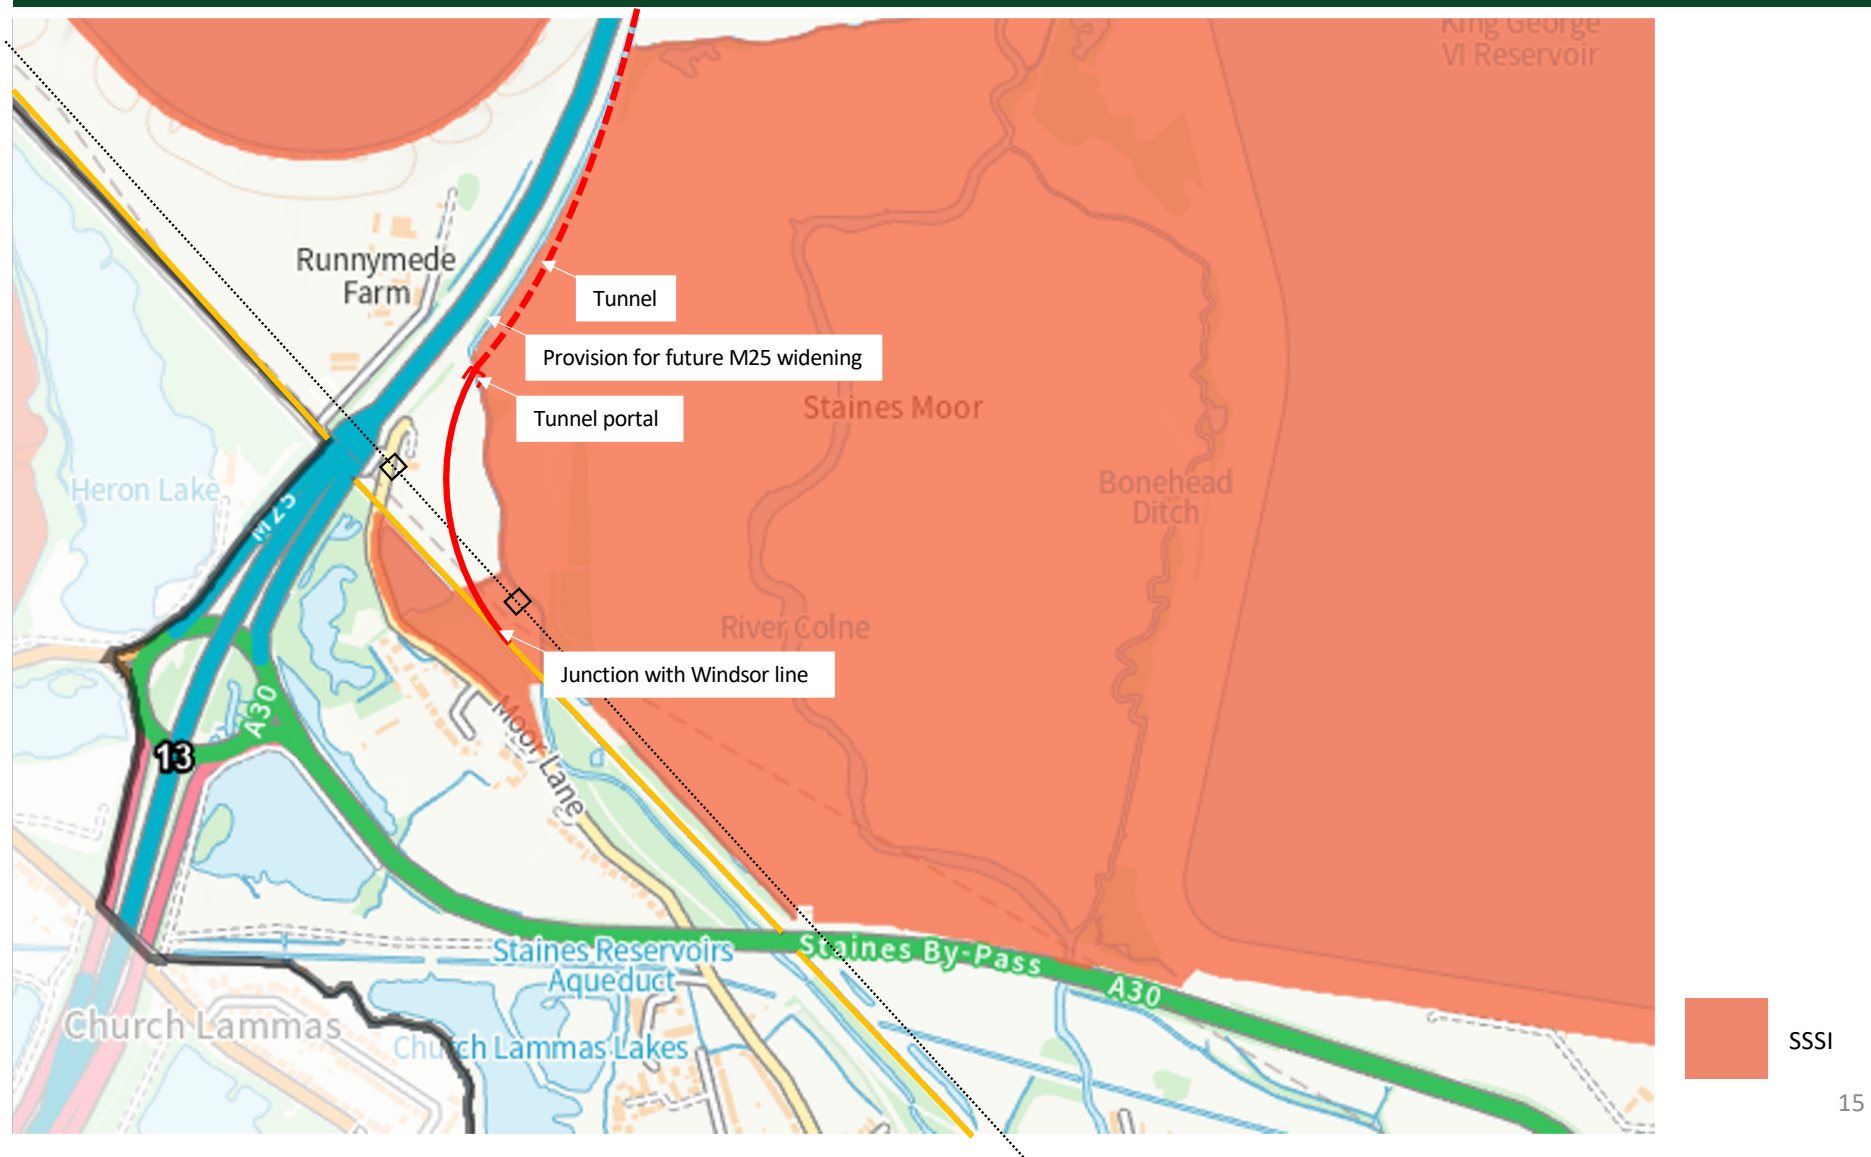 King George
VI Reservoir
Runnymede
Farm
Tunnel
Provision for future M25 widening
Tunnel portal
Staines Moor
Heron Lake
M25
Bonehead
Ditch
River Colne
Junction with Windsor line
A30
Moor Lane
13
Staines Reservoirs
Aqueduct
Staines By-Pass
A30
Church Lammas
Church Lammas Lakes
SSSI
15